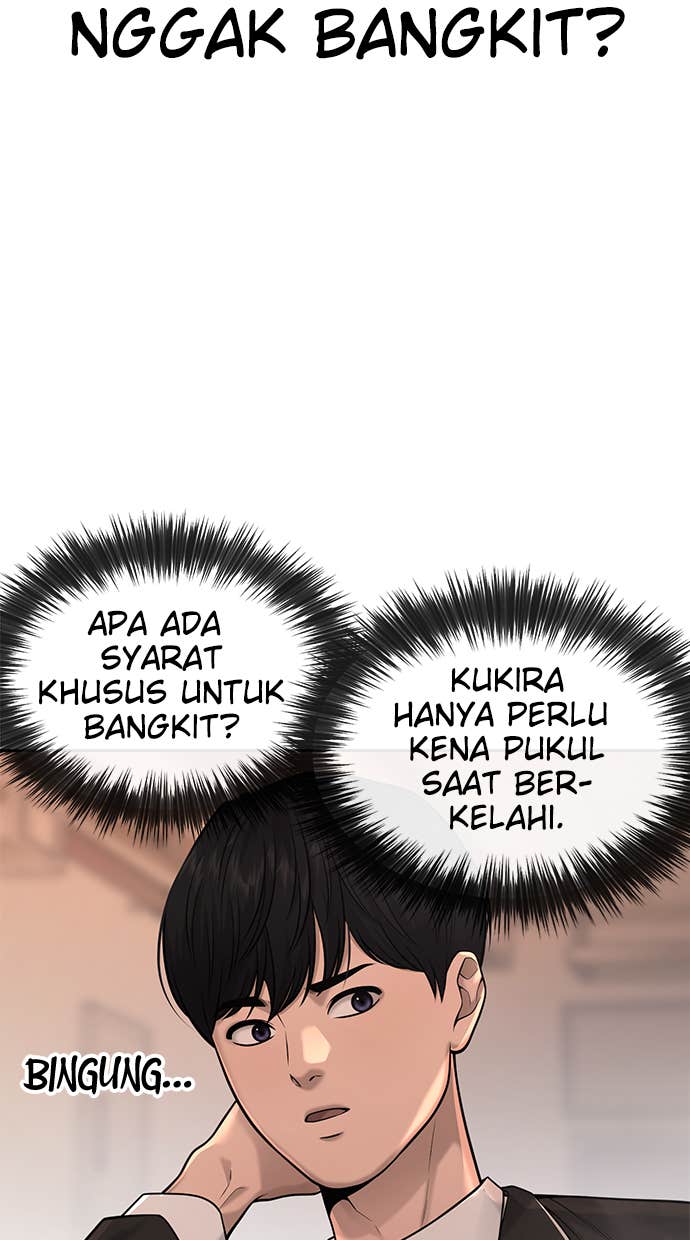 NGGAK BANGKIT?
APA ADA
SYARAT
KHUSUS UNTUK
BANGKIT?
KUKIRA
HANYA PERLU
KENA PUKUL
SAAT BER-
KELAHI.
BINGUNG...